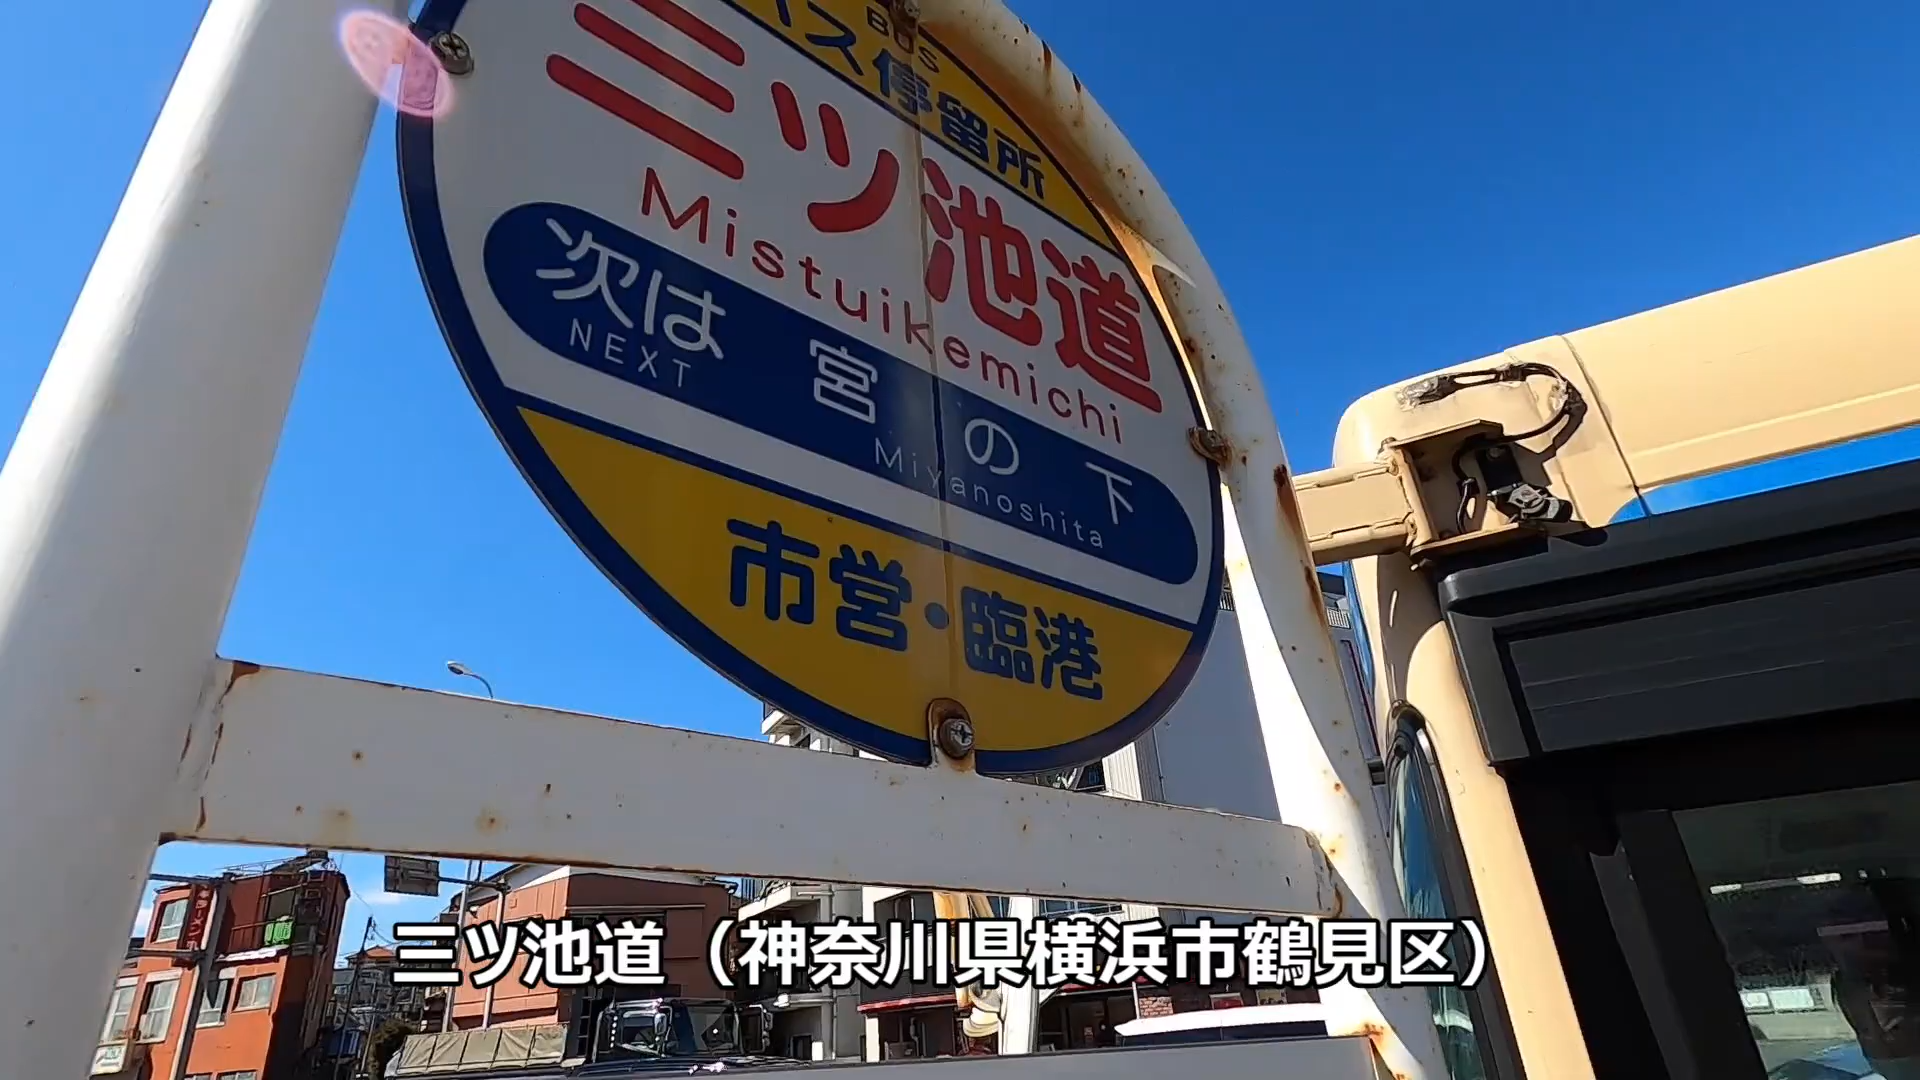 BUS
バス停留所
三ツ池道
Mistuikemichi
次は 宮の下
NEXT Miyanoshita
市営・臨港
三ツ池道（神奈川県横浜市鶴見区）